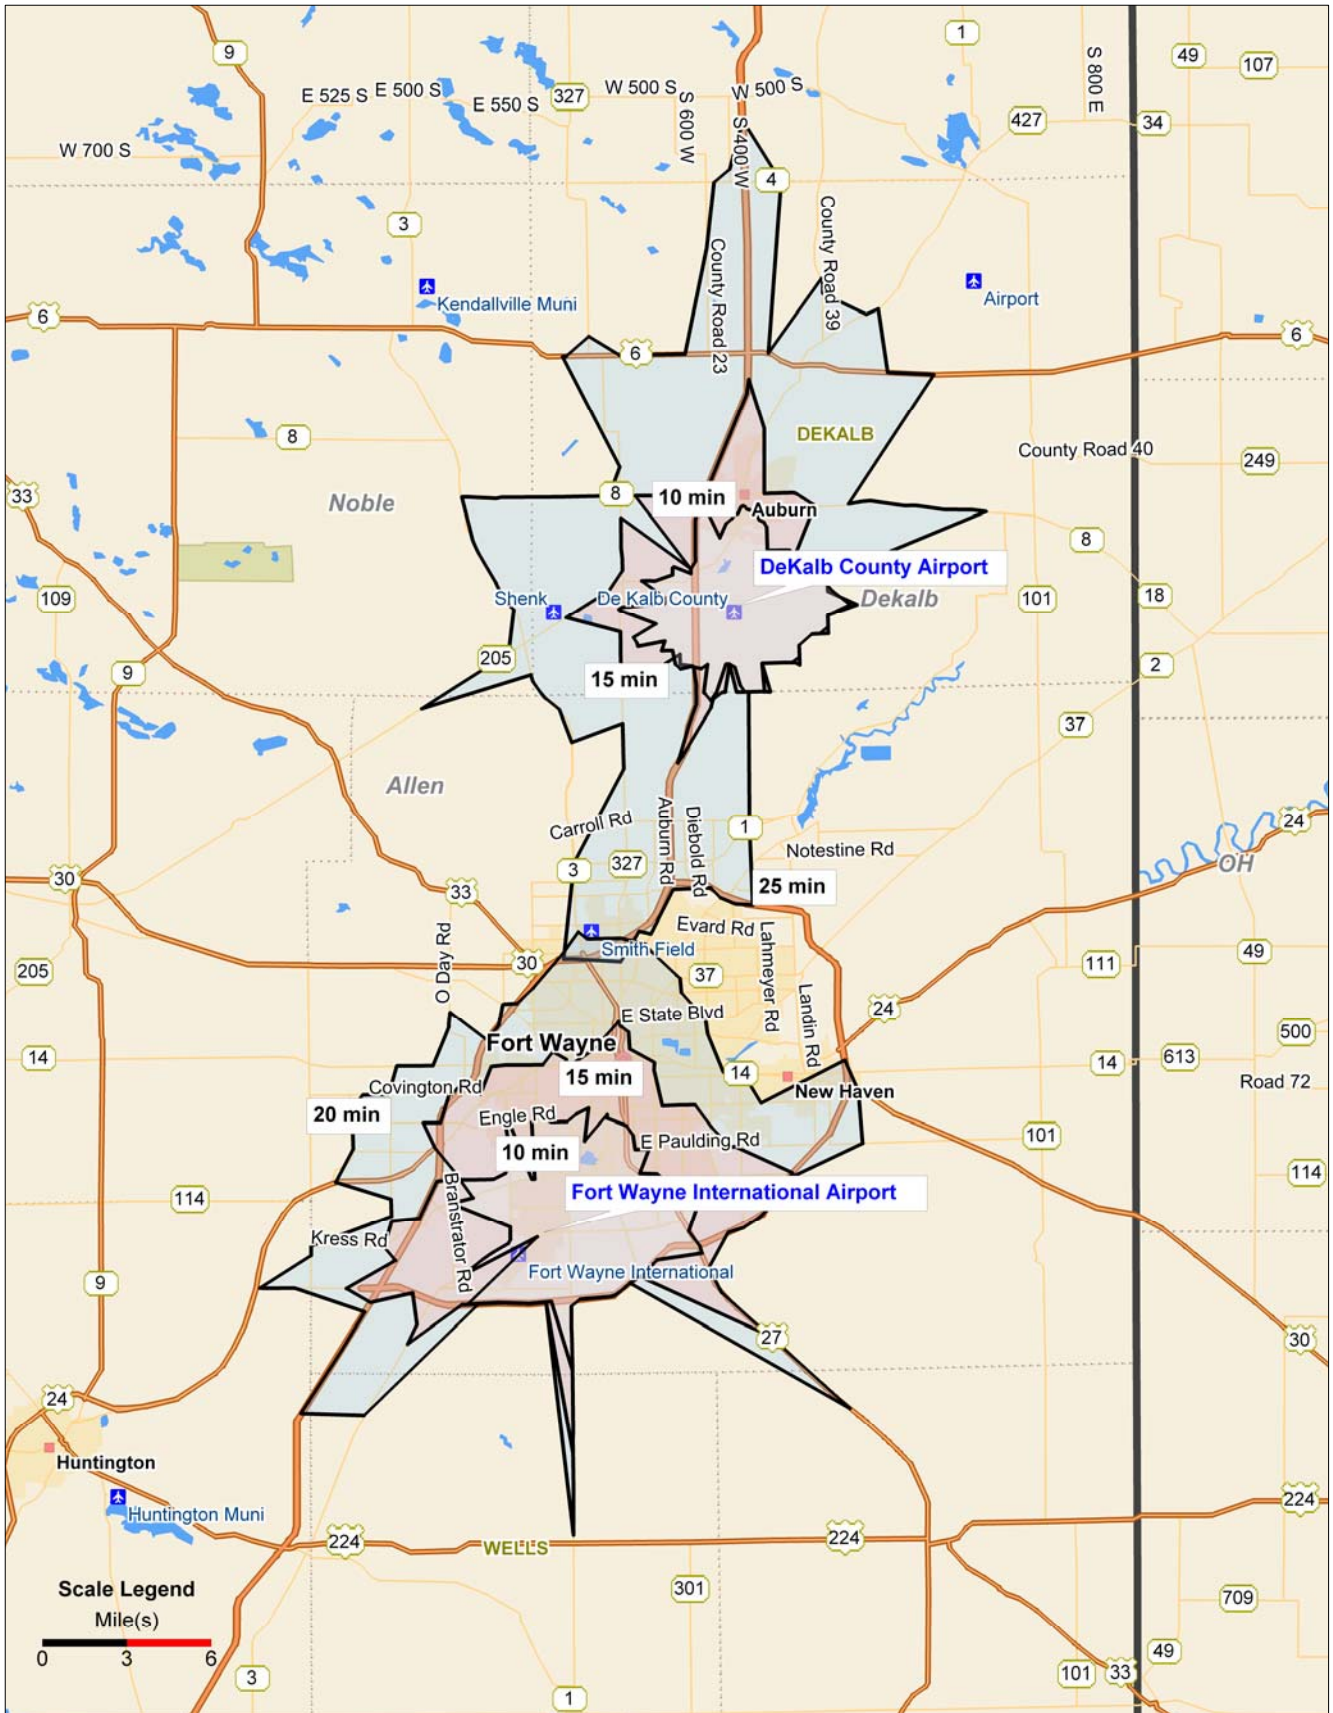 9
1
S 800 E
49
107
E 525 S
E 500 S
E 550 S
327
W 500 S
S 600 W
W 500 S
S 400 W
427
34
W 700 S
4
3
County Road 39
County Road 23
Kendallville Muni
Airport
6
6
6
8
DEKALB
County Road 40
249
33
Noble
8
10 min
Auburn
8
DeKalb County Airport
109
Shenk
De Kalb County
Dekalb
101
18
205
15 min
9
2
37
Allen
Carroll Rd
Auburn Rd
Diebold Rd
1
24
Notestine Rd
3
327
OH
30
33
25 min
Evard Rd
Lahmeyer Rd
O Day Rd
Smith Field
205
30
37
111
49
Landin Rd
24
E State Blvd
Fort Wayne
500
14
15 min
14
14
613
Covington Rd
New Haven
Road 72
20 min
Engle Rd
E Paulding Rd
101
10 min
114
Branstrator Rd
Fort Wayne International Airport
114
Kress Rd
Fort Wayne International
9
27
30
24
Huntington
Huntington Muni
224
224
WELLS
224
Scale Legend
Mile(s)
0 3 6
301
709
3
1
101
33
49